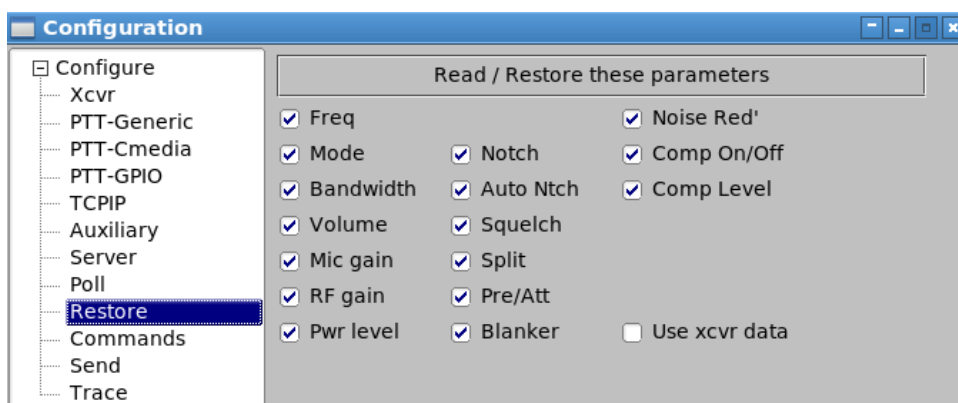 Configuration
Configure
Xcvr
PTT-Generic
PTT-Cmedia
PTT-GPIO
TCPIP
Auxiliary
Server
Poll
Restore
Commands
Send
Trace
Read / Restore these parameters
Freq
Mode
Bandwidth
Volume
Mic gain
RF gain
Pwr level
Notch
Auto Ntch
Squelch
Split
Pre/Att
Blanker
Noise Red'
Comp On/Off
Comp Level
Use xcvr data